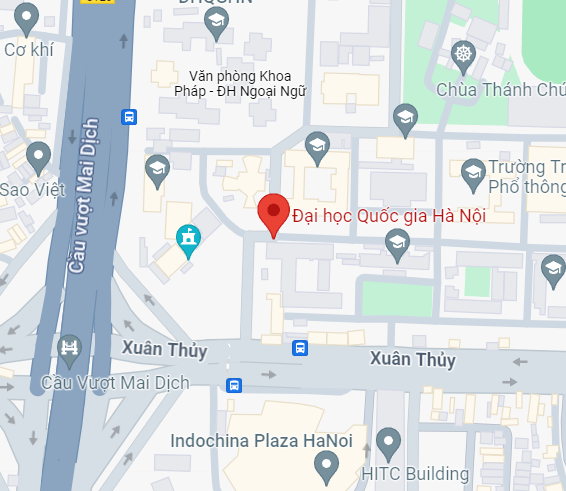 ĐHQGHN
Cơ khí
Văn phòng Khoa
Pháp - ĐH Ngoại Ngữ
Chùa Thánh Chú
Cầu vượt Mai Dịch
Sao Việt
Trường Tr
Phổ thông
Đại học Quốc gia Hà Nội
Xuân Thủy
Xuân Thủy
Cầu Vượt Mai Dịch
Indochina Plaza HaNoi
HITC Building